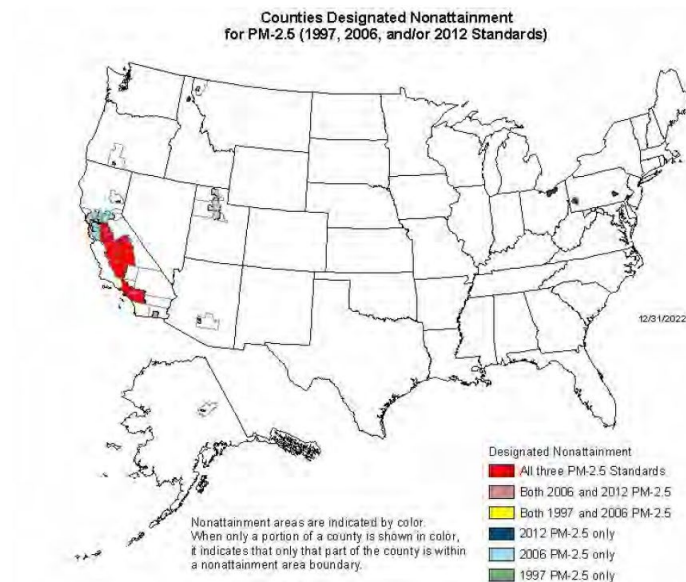 Counties Designated Nonattainment
for PM-2.5 (1997, 2006, and/or 2012 Standards)
12/31/2022
Nonattainment areas are indicated by color.
When only a portion of a county is shown in color,
it indicates that only that part of the county is within
a nonattainment area boundary.
Designated Nonattainment
All three PM-2.5 Standards
Both 2006 and 2012 PM-2.5
Both 1997 and 2006 PM-2.5
2012 PM-2.5 only
2006 PM-2.5 only
1997 PM-2.5 only